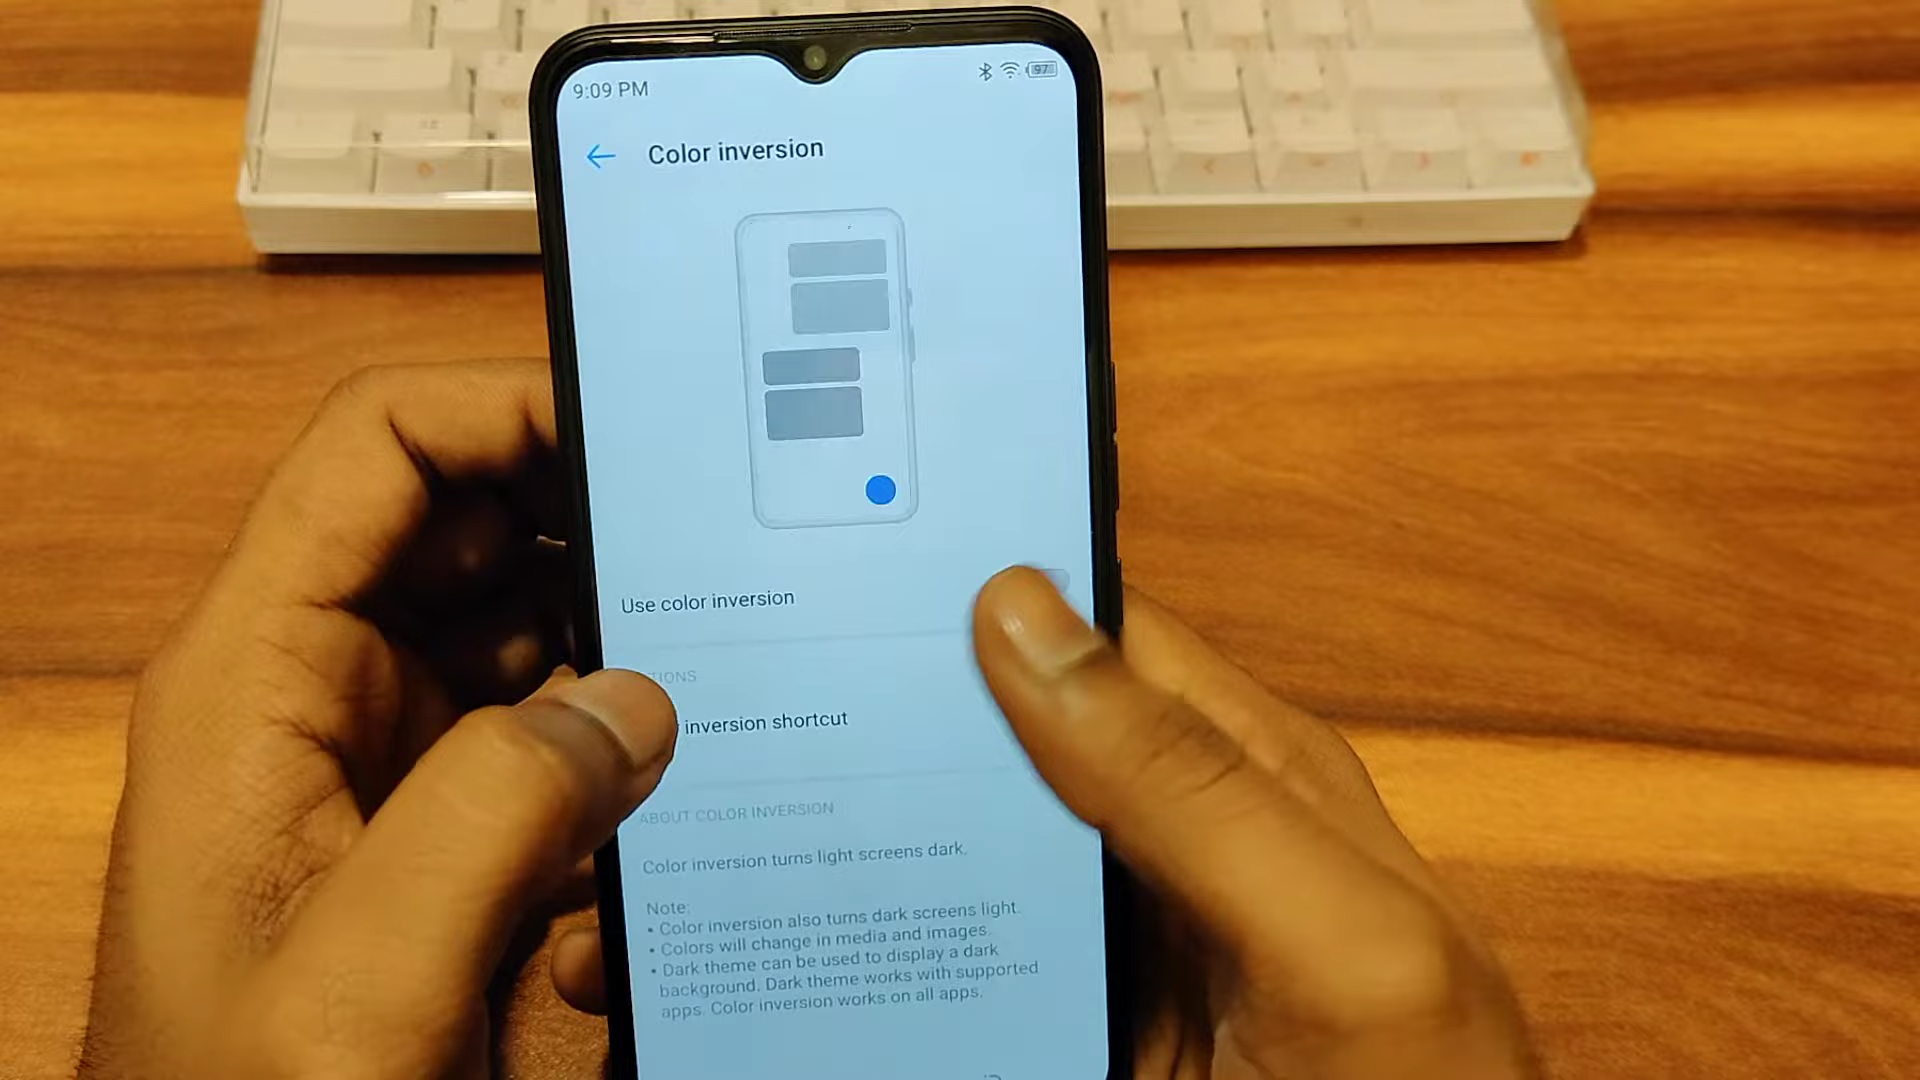 9:09 PM
97
Color inversion
Use color inversion
TIONS
inversion shortcut
ABOUT COLOR INVERSION
Color inversion turns light screens dark.
Note:
• Color inversion also turns dark screens light.
• Colors will change in media and images.
• Dark theme can be used to display a dark
background. Dark theme works with supported
apps. Color inversion works on all apps.